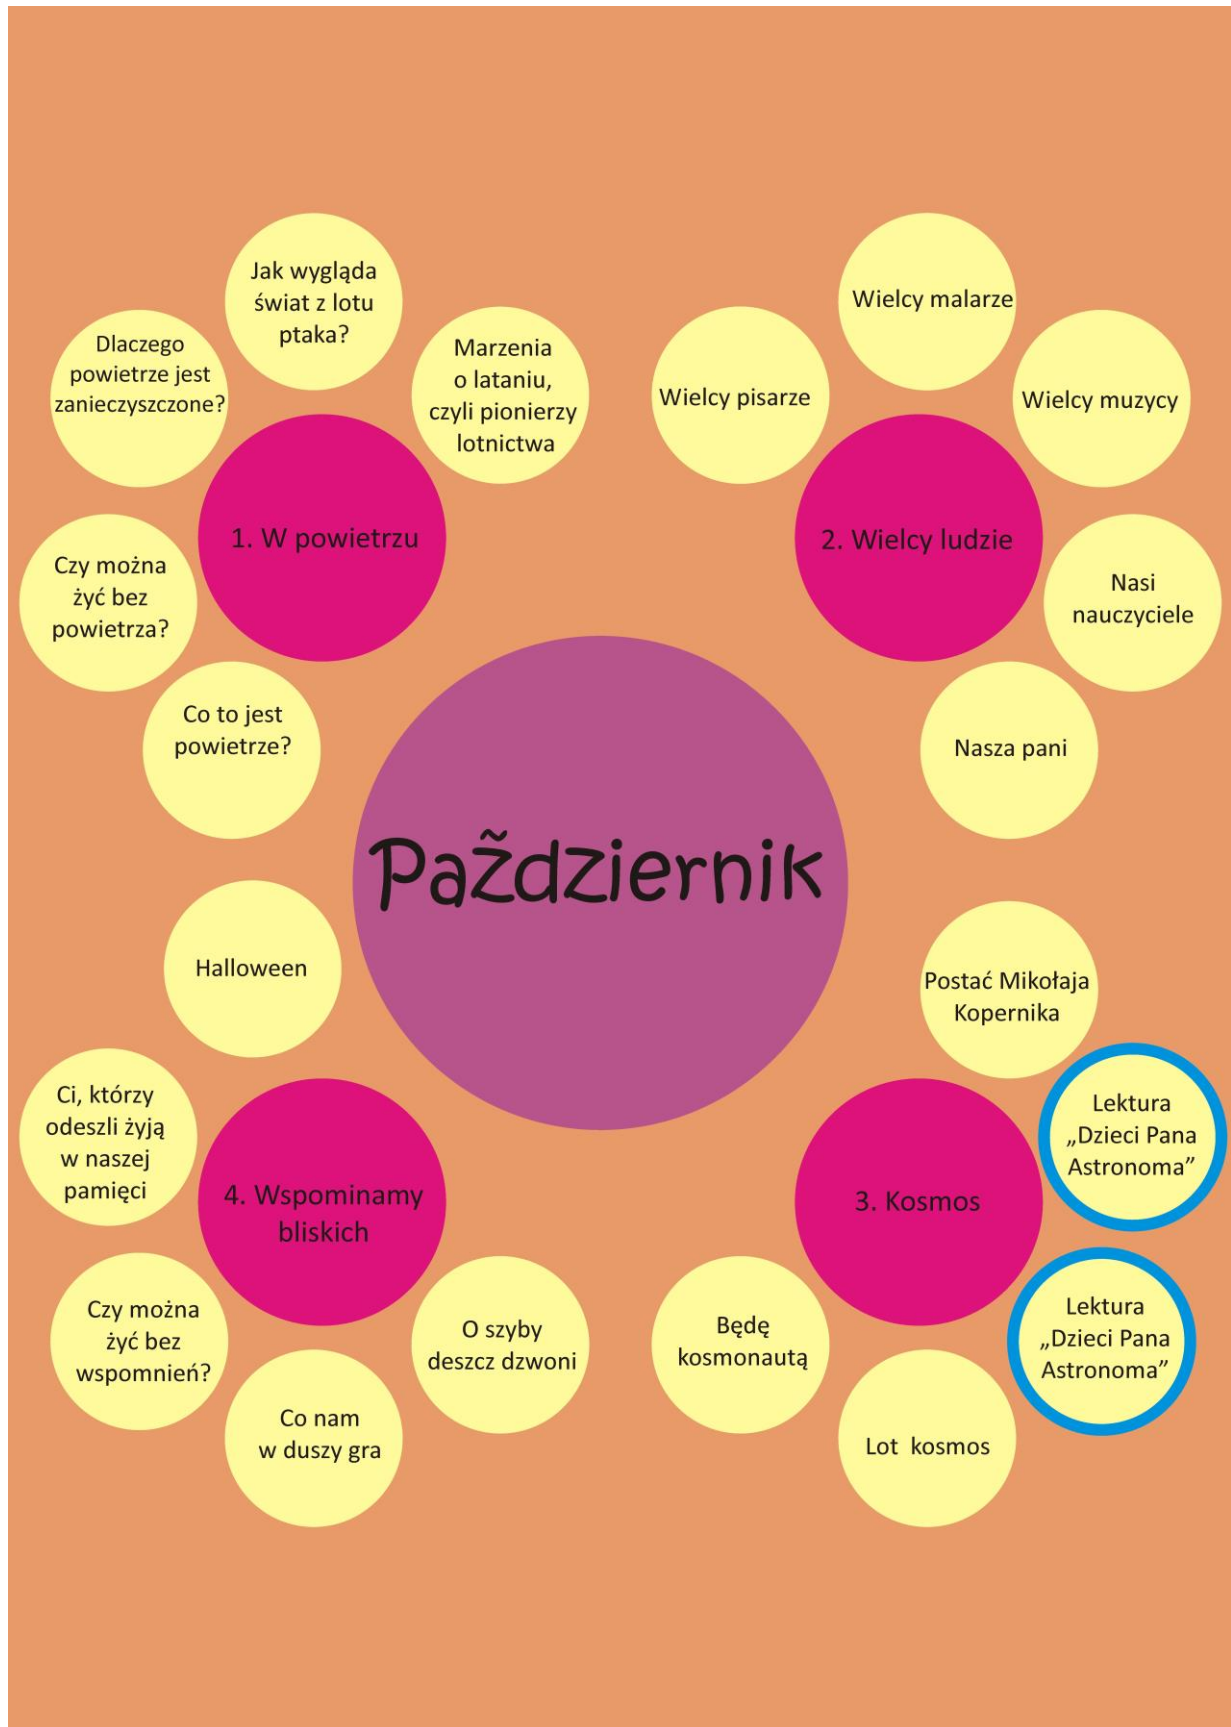 Jak wygląda
świat z lotu
ptaka?
Dlaczego
powietrze jest
zanieczyszczone?
Marzenia
o lataniu,
czyli pionierzy
lotnictwa
1. W powietrzu
Czy można
żyć bez
powietrza?
Co to jest
powietrze?
Wielcy malarze
Wielcy pisarze
Wielcy muzycy
2. Wielcy ludzie
Nasi
nauczyciele
Nasza pani
Paždziernik
Halloween
Ci, którzy
odeszli żyją
w naszej
pamięci
4. Wspominamy
bliskich
Czy można
żyć bez
wspomnień?
Co nam
w duszy gra
O szyby
deszcz dzwoni
Postać Mikołaja
Kopernika
Lektura
„Dzieci Pana
Astronoma”
3. Kosmos
Lektura
„Dzieci Pana
Astronoma”
Będę
kosmonautą
Lot kosmos